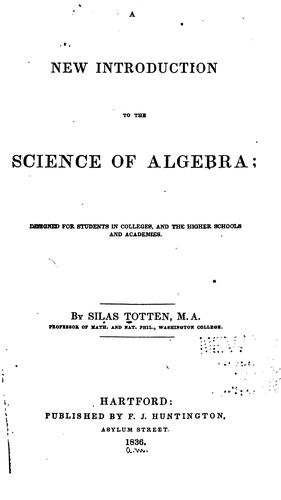 A
NEW INTRODUCTION
TO THE
SCIENCE OF ALGEBRA;
DESIGNED FOR STUDENTS IN COLLEGES, AND THE HIGHER SCHOOLS
AND ACADEMIES.
BY SILAS TOTTEN, M.A.
PROFESSOR OF MATH. AND NAT. PHIL., WASHINGTON COLLEGE.
HARTFORD:
PUBLISHED BY F. J. HUNTINGTON,
ASYLUM STREET.
1836.